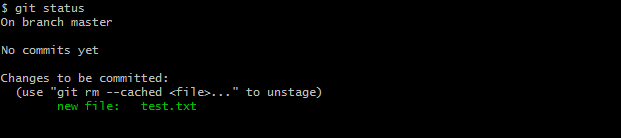 $ git status
On branch master
No commits yet
Changes to be committed:
(use "git rm --cached <file>..." to unstage)
new file: test.txt